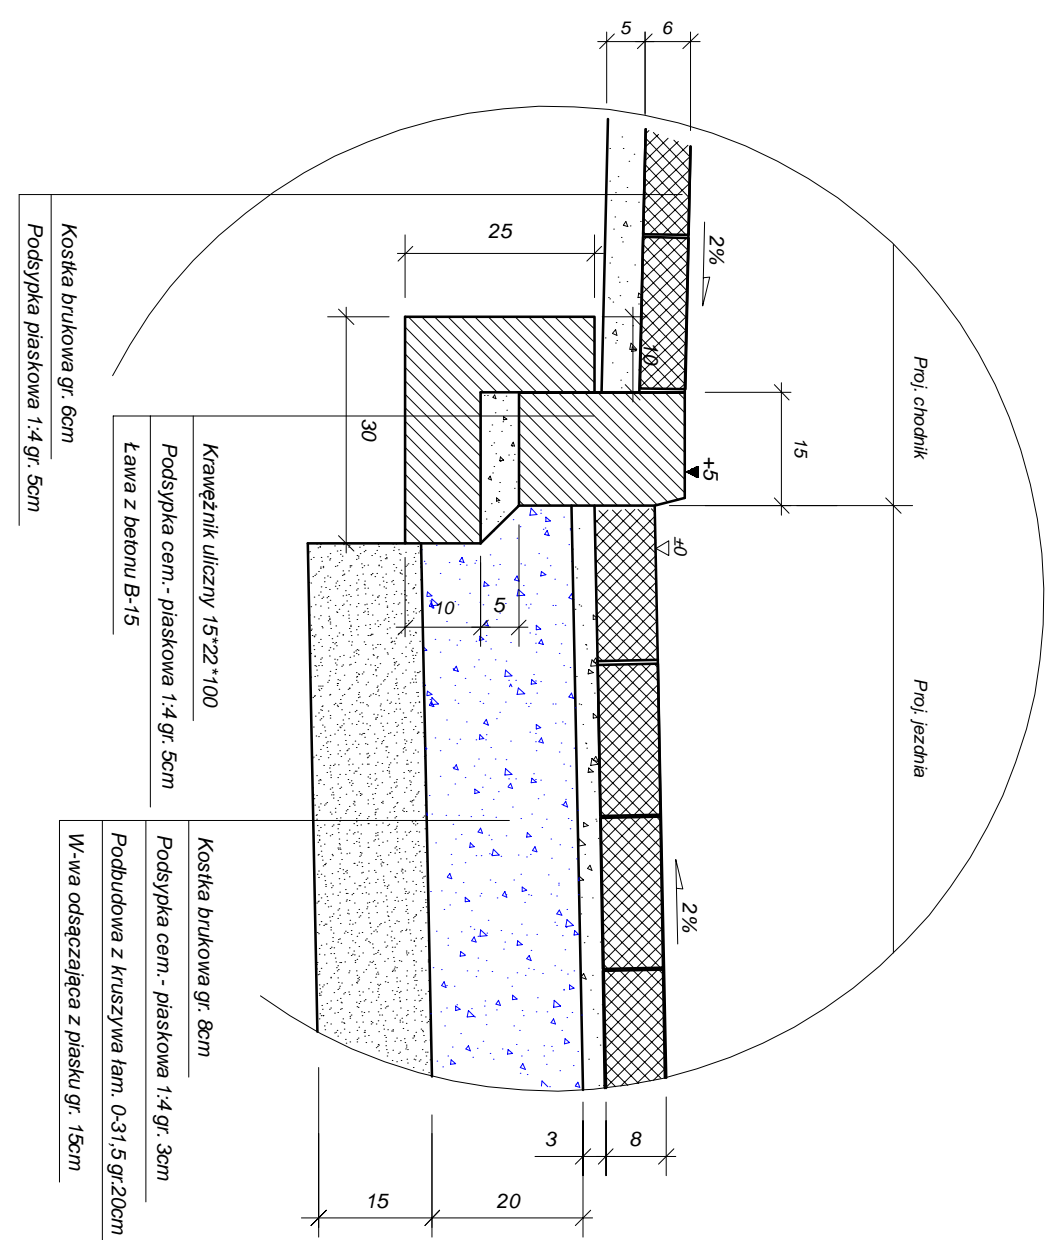 5
6
25
2%
10
30
15
+5
±0
10
5
2%
3
8
15
20
Proj. chodnik
Proj. jezdnia
Kostka brukowa gr. 6cm
Podsypka piaskowa 1:4 gr. 5cm
Krawężnik uliczny 15*22*100
Podsypka cem.- piaskowa 1:4 gr. 5cm
Ława z betonu B-15
Kostka brukowa gr. 8cm
Podsypka cem.- piaskowa 1:4 gr. 3cm
Podbudowa z kruszywa łam. 0-31,5 gr.20cm
W-wa odsączająca z piasku gr. 15cm